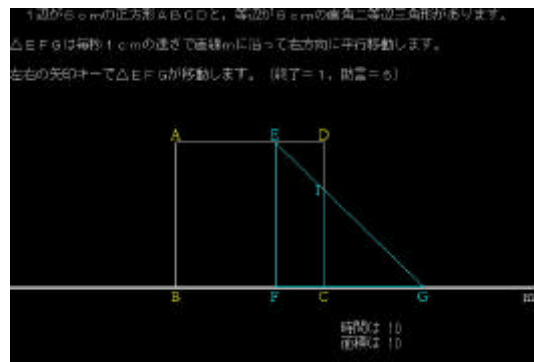 1辺が6cmの正方形ABCDと，等辺が6cmの直角二等辺三角形があります。
△EFGは毎秒1cmの速さで直線mに沿って右方向に平行移動します。
左右の矢印キーで△EFGが移動します。（終了＝1，助言＝6）
A E D
I
B F C G m
時間は 10
面積は 10